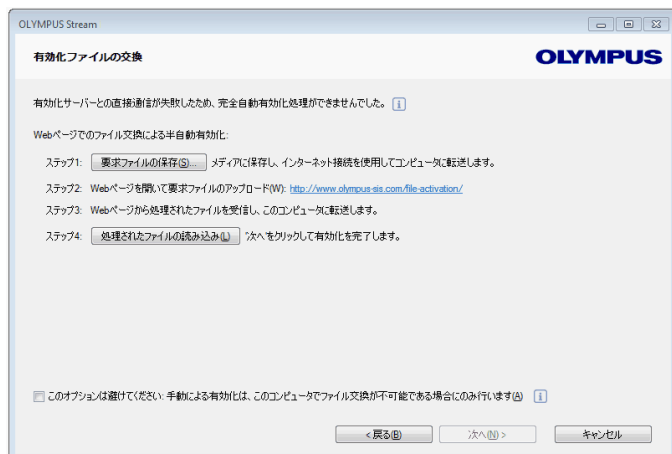 OLYMPUS Stream
有効化ファイルの交換
OLYMPUS
有効化サーバーとの直接通信が失敗したため、完全自動有効化処理ができませんでした。 i
Webページでのファイル交換による半自動有効化:
ステップ1: 要求ファイルの保存(S)... メディアに保存し、インターネット接続を使用してコンピュータに転送します。
ステップ2: Webページを開いて要求ファイルのアップロード(W): http://www.olympus-sis.com/file-activation/
ステップ3: Webページから処理されたファイルを受信し、このコンピュータに転送します。
ステップ4: 処理されたファイルの読み込み(L) "次へ"をクリックして有効化を完了します。
このオプションは避けてください: 手動による有効化は、このコンピュータでファイル交換が不可能である場合にのみ行います(A) i
<戻る(B) 次へ(N)> キャンセル